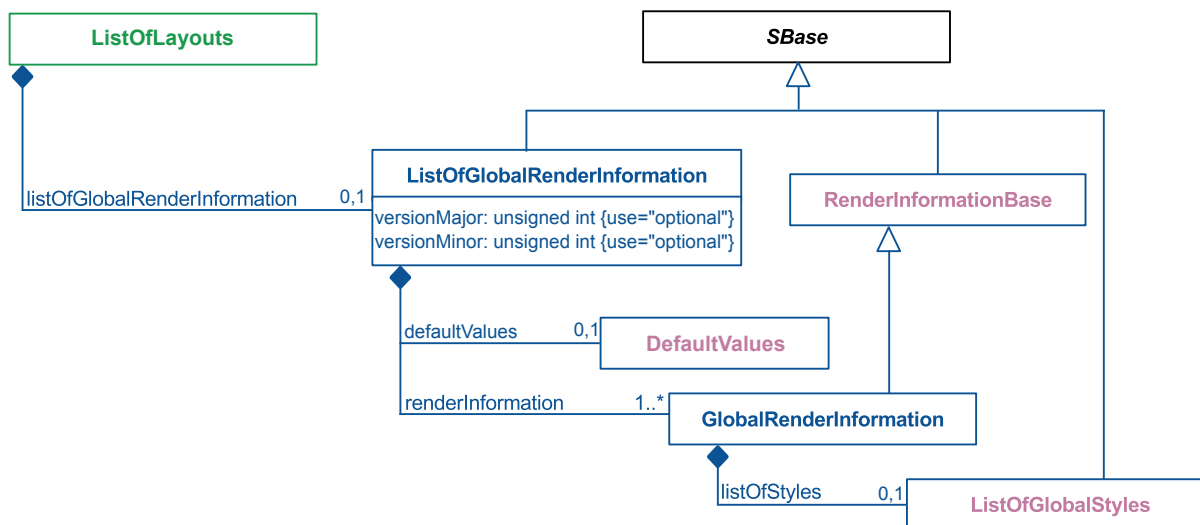 ListOfLayouts
SBase
ListOfGlobalRenderInformation
listOfGlobalRenderInformation
0,1
versionMajor: unsigned int {use="optional"}
versionMinor: unsigned int {use="optional"}
RenderInformationBase
defaultValues
0,1
DefaultValues
renderInformation
1..*
GlobalRenderInformation
listOfStyles
0,1
ListOfGlobalStyles